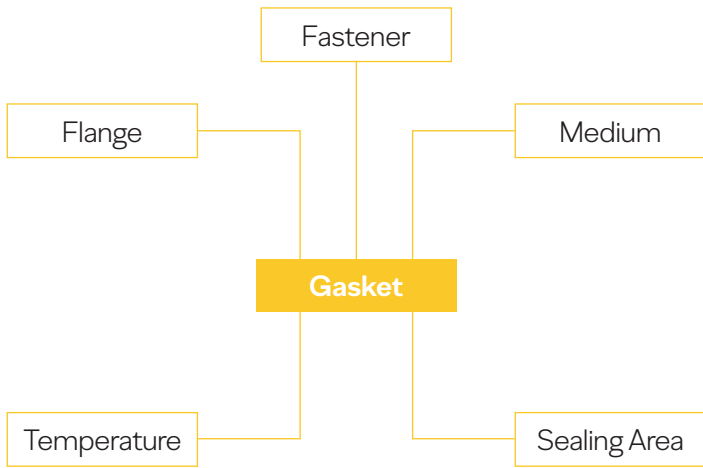 Fastener
Flange
Medium
Gasket
Temperature
Sealing Area